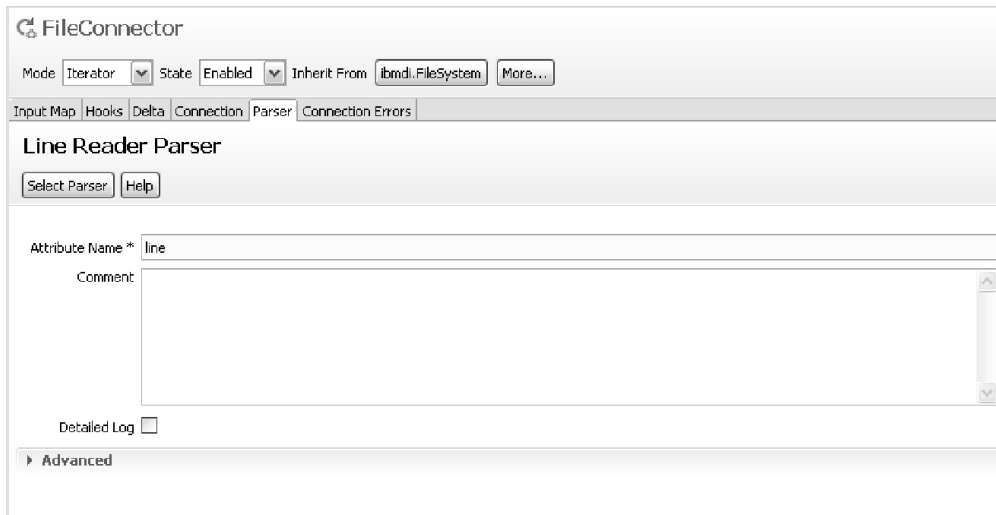 FileConnector
Mode Iterator State Enabled Inherit From ibmdi.FileSystem More...
Input Map Hooks Delta Connection Parser Connection Errors
Line Reader Parser
Select Parser Help
Attribute Name * line
Comment
Detailed Log
Advanced